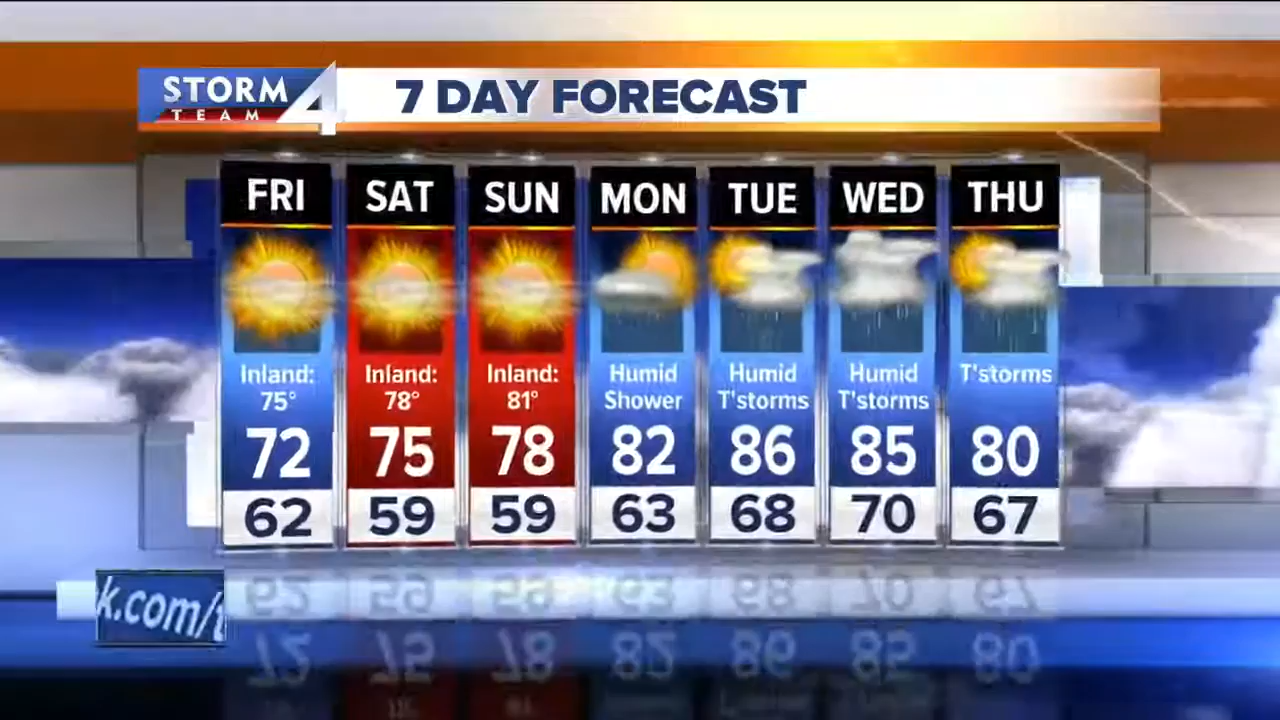 STORM
TEAM 4
7 DAY FORECAST
FRI SAT SUN MON TUE WED THU
Inland: Inland: Inland: Humid Humid Humid T'storms
75° 78° 81° Shower T'storms T'storms
72 75 78 82 86 85 80
62 59 59 63 68 70 67
k.com/t